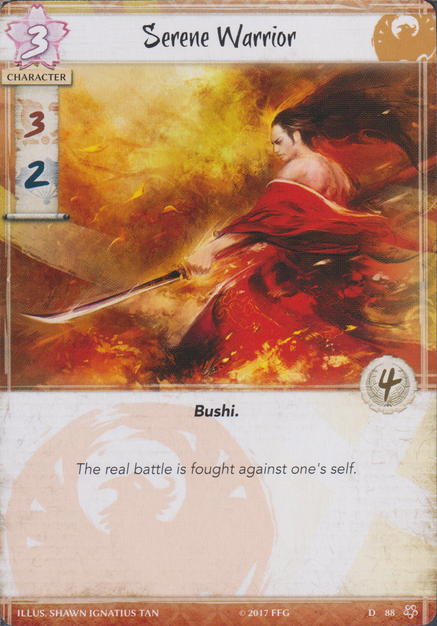 3
Serene Warrior
CHARACTER
3
2
4
Bushi.
The real battle is fought against one's self.
ILLUS. SHAWN IGNATIUS TAN
© 2017 FFG
D 88